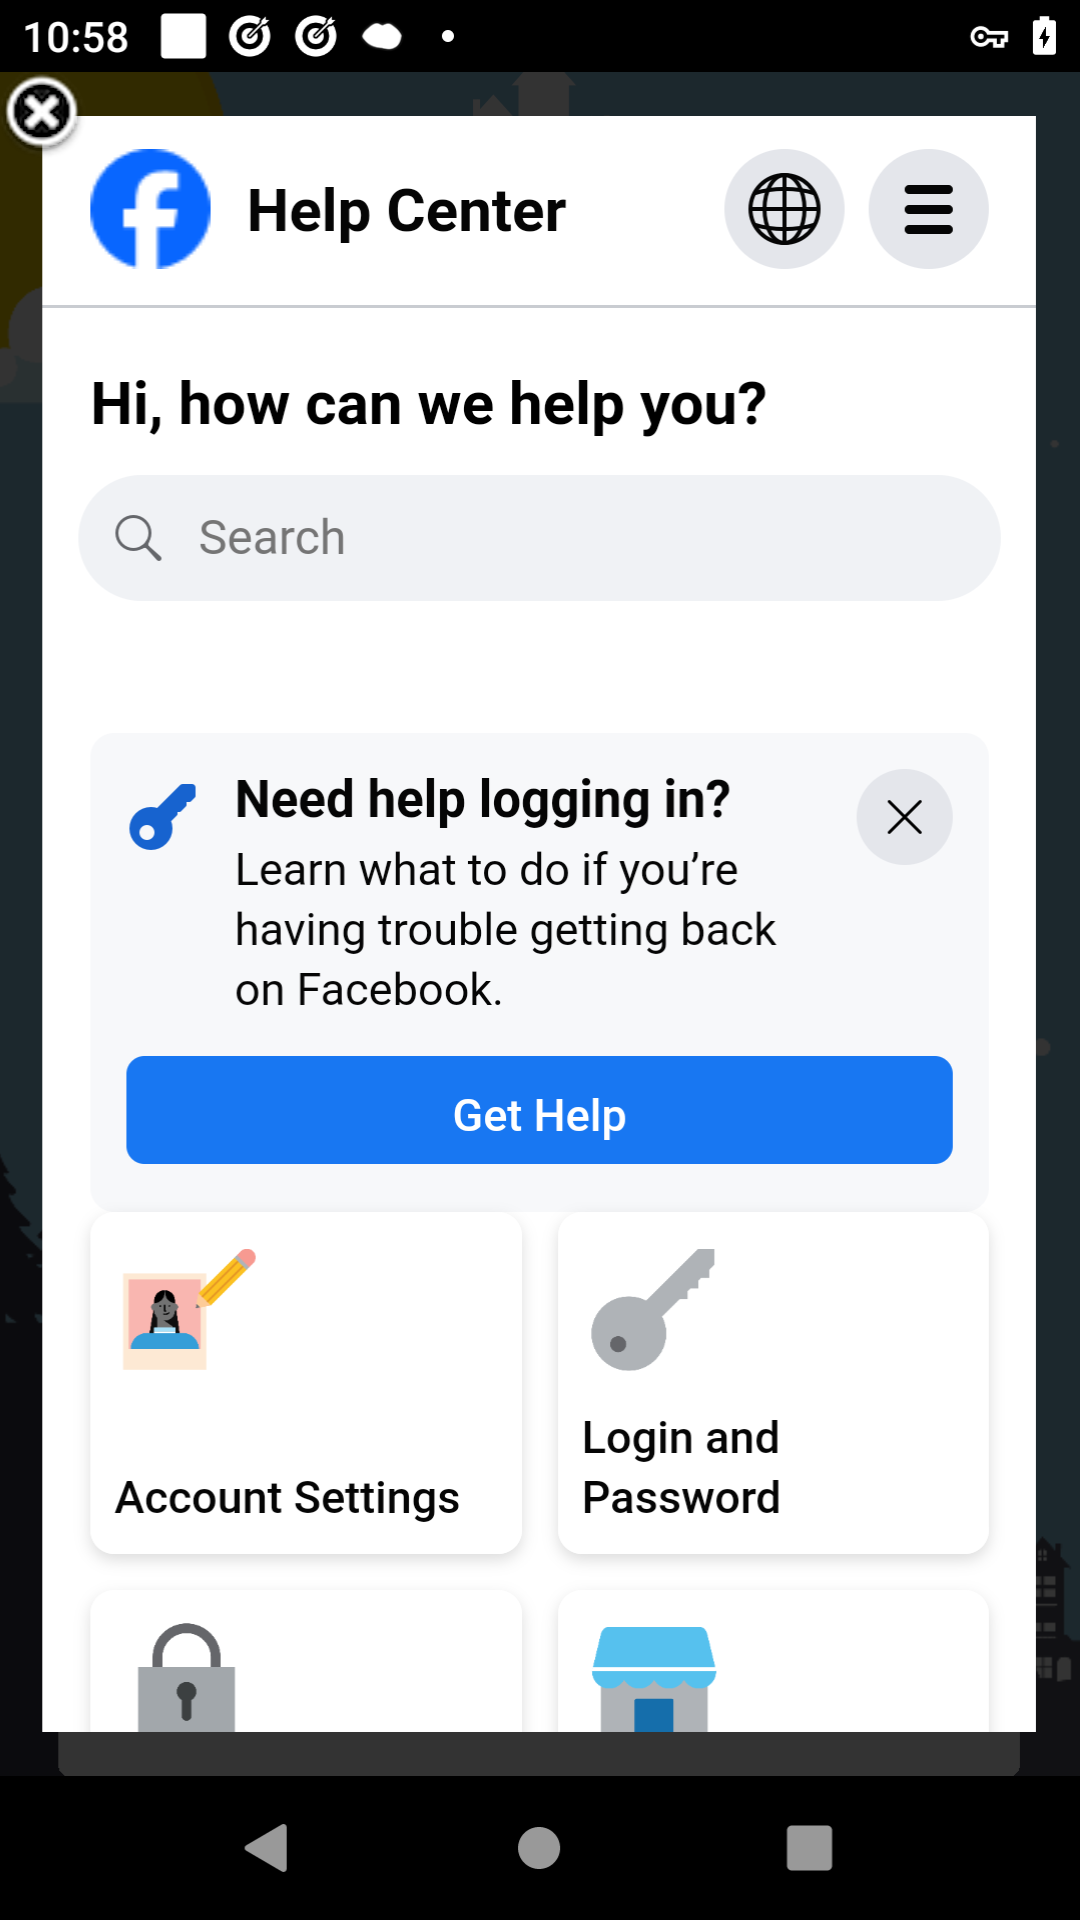 10:58
Help Center
Hi, how can we help you?
Search
Need help logging in?
Learn what to do if you’re
having trouble getting back
on Facebook.
Get Help
Account Settings
Login and
Password